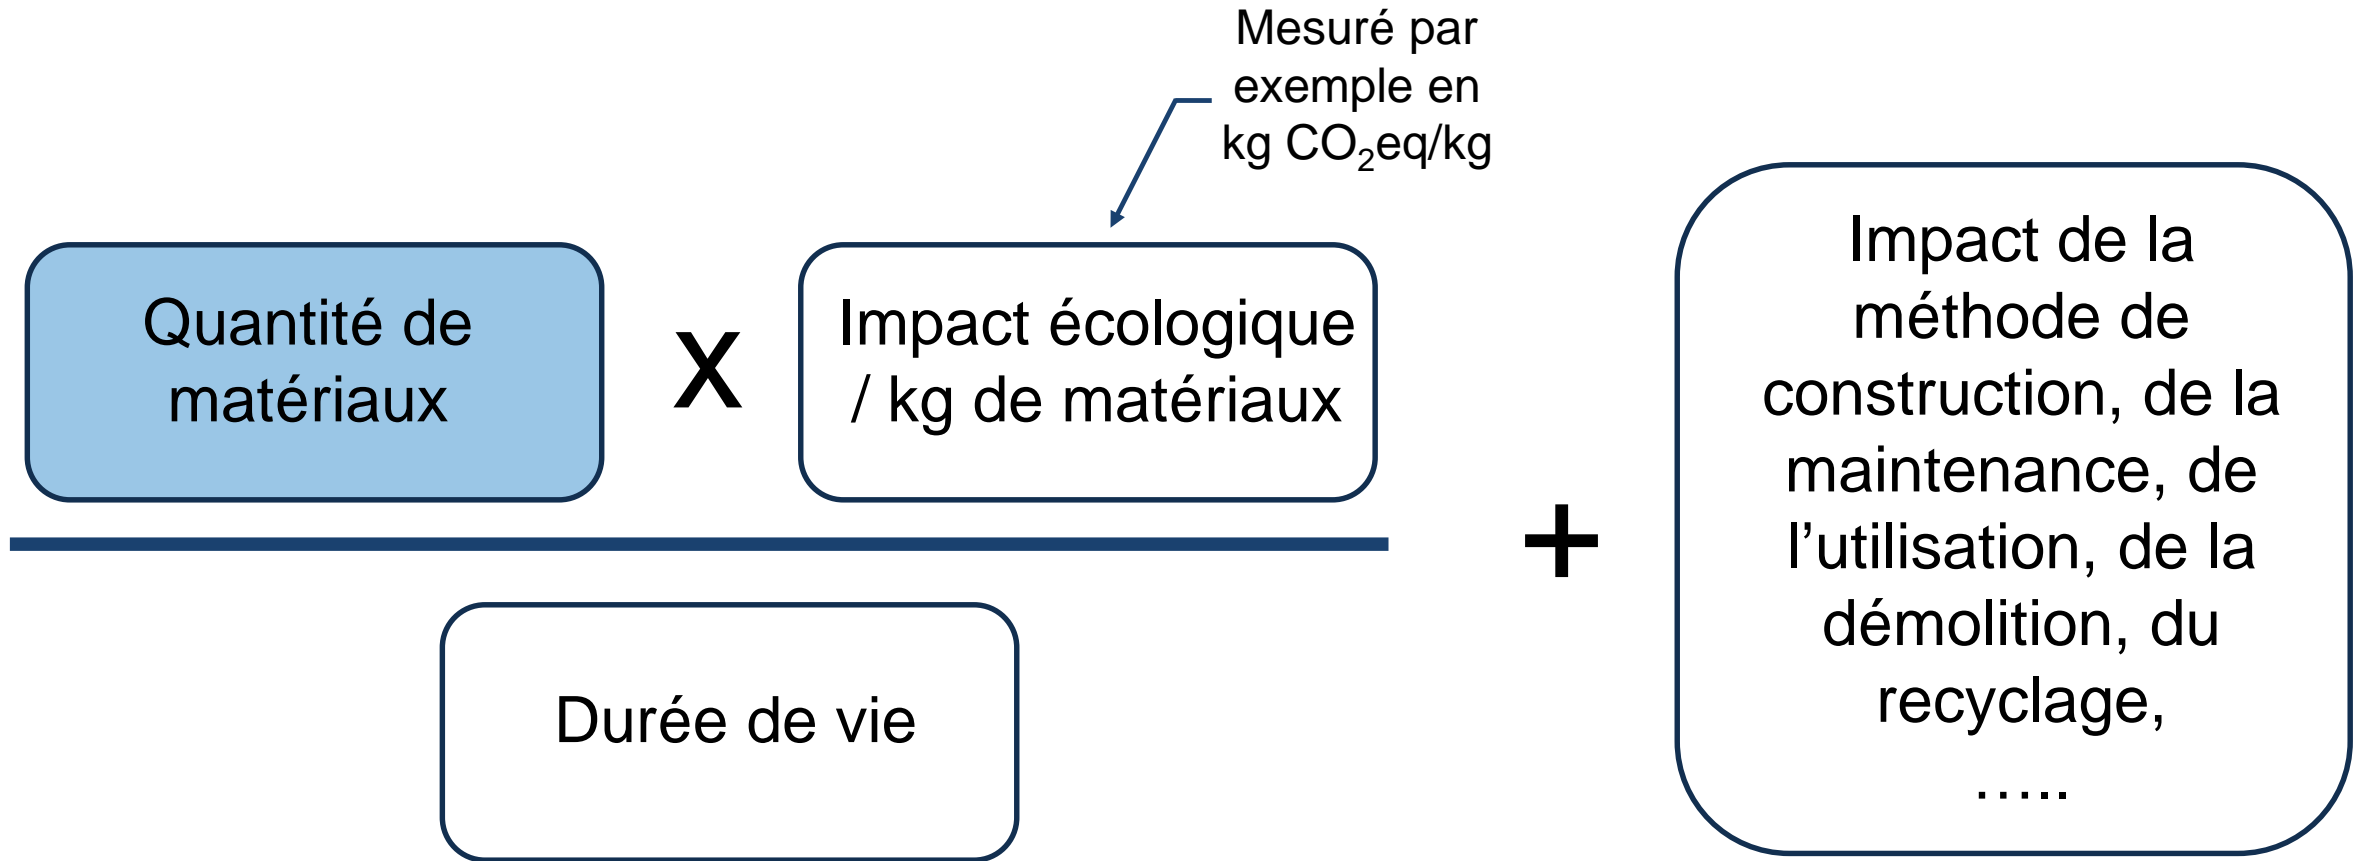 Mesuré par
exemple en
kg CO₂eq/kg
Quantité de
matériaux
x
Impact écologique
/ kg de matériaux
Durée de vie
+
Impact de la
méthode de
construction, de la
maintenance, de
l’utilisation, de la
démolition, du
recyclage,
…..